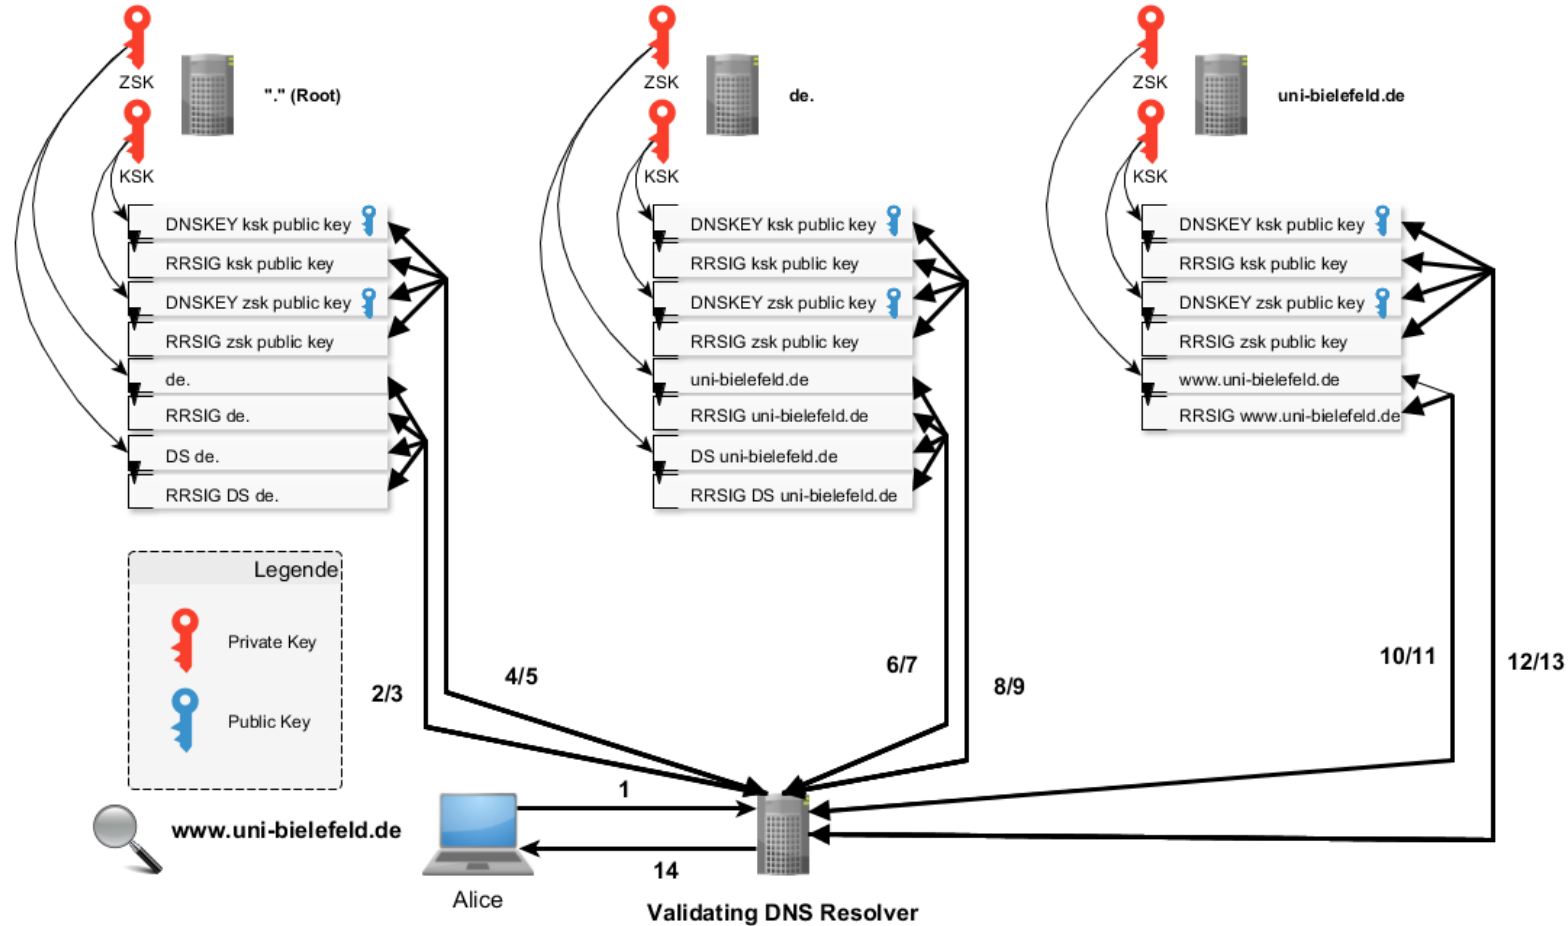 ZSK
"." (Root)
KSK
DNSKEY ksk public key
RRSIG ksk public key
DNSKEY zsk public key
RRSIG zsk public key
de.
RRSIG de.
DS de.
RRSIG DS de.
ZSK
de.
KSK
DNSKEY ksk public key
RRSIG ksk public key
DNSKEY zsk public key
RRSIG zsk public key
uni-bielefeld.de
RRSIG uni-bielefeld.de
DS uni-bielefeld.de
RRSIG DS uni-bielefeld.de
ZSK
uni-bielefeld.de
KSK
DNSKEY ksk public key
RRSIG ksk public key
DNSKEY zsk public key
RRSIG zsk public key
www.uni-bielefeld.de
RRSIG www.uni-bielefeld.de
Legende
Private Key
Public Key
2/3
4/5
6/7
8/9
10/11
12/13
1
www.uni-bielefeld.de
14
Alice
Validating DNS Resolver